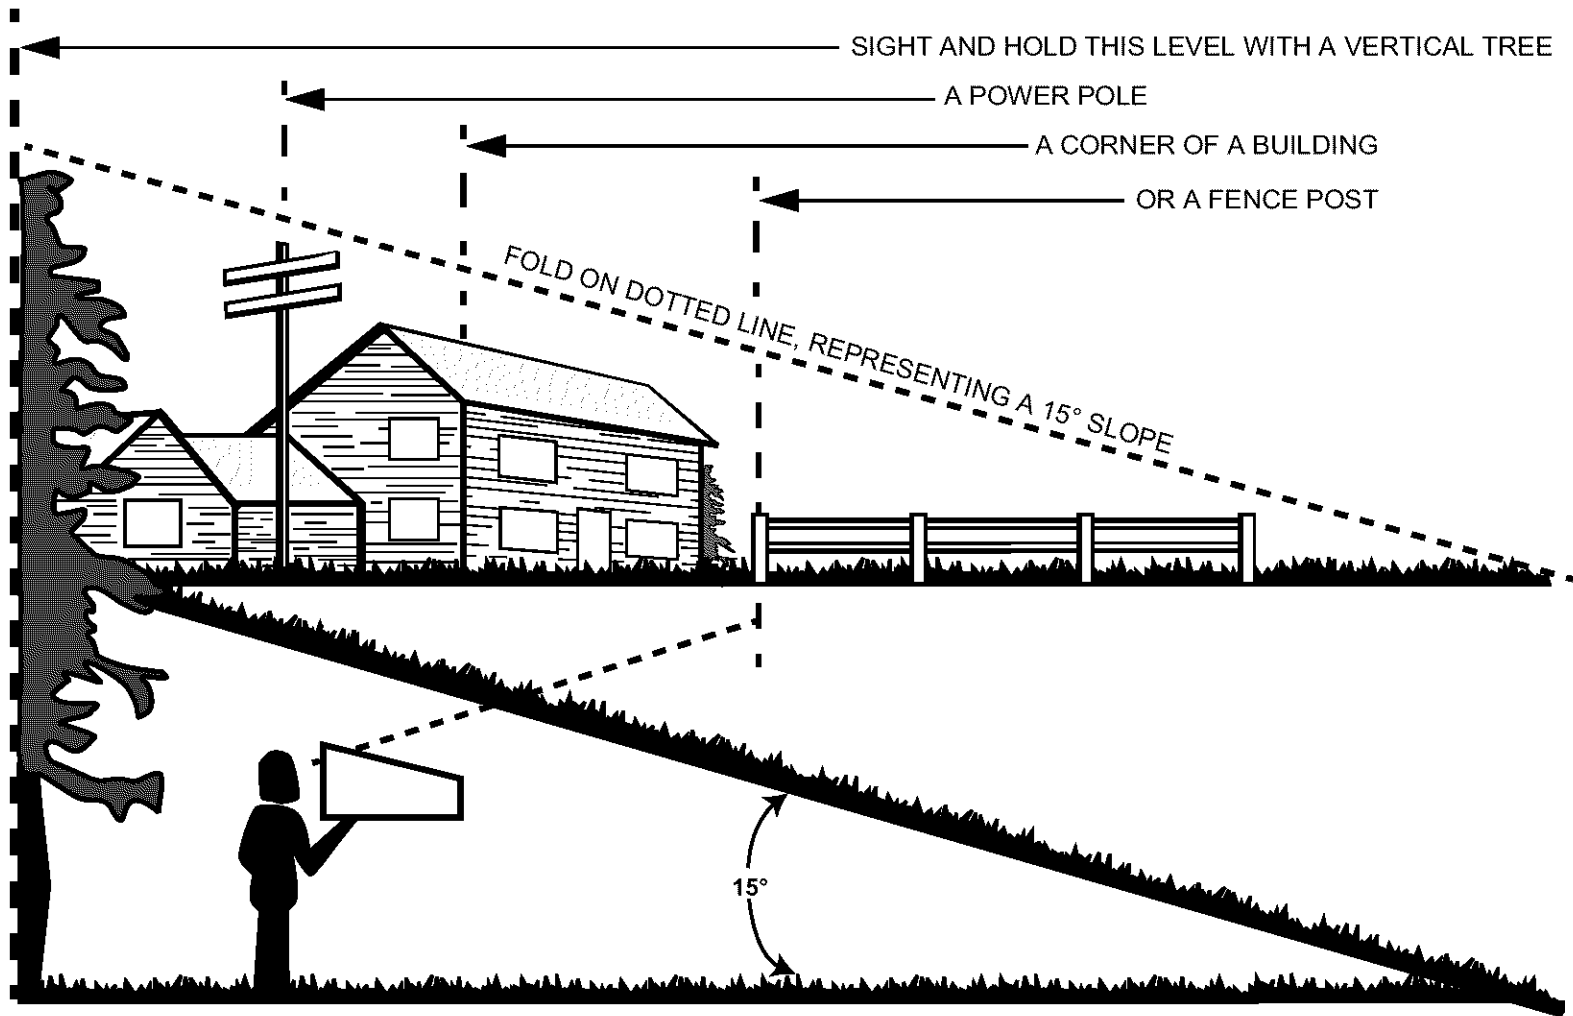 SIGHT AND HOLD THIS LEVEL WITH A VERTICAL TREE
A POWER POLE
A CORNER OF A BUILDING
OR A FENCE POST
FOLD ON DOTTED LINE, REPRESENTING A 15° SLOPE
15°